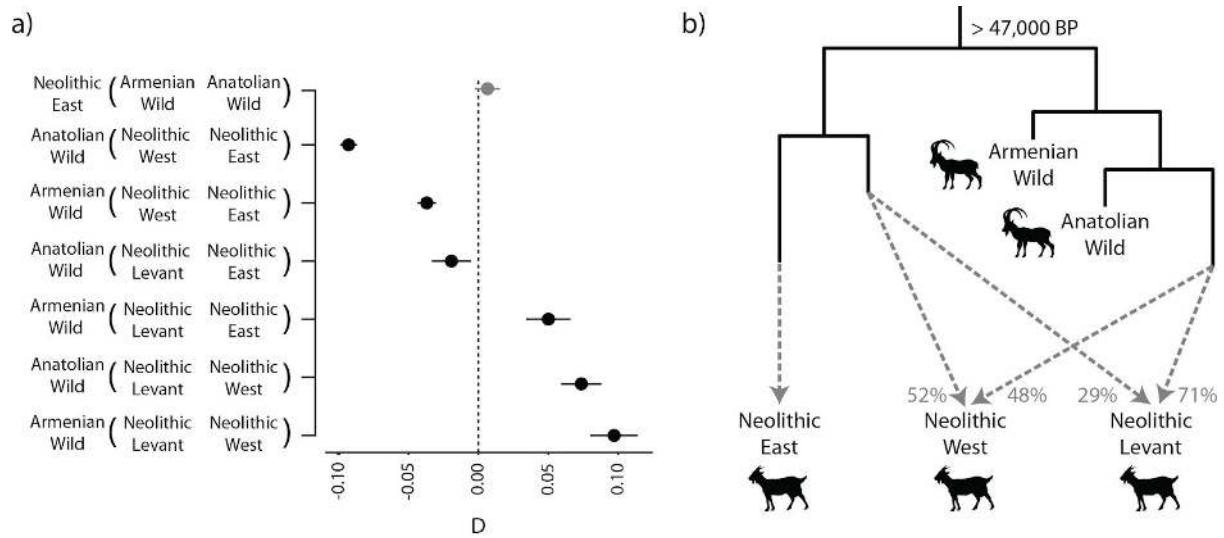 a)
Neolithic East ( Armenian Wild Anatolian Wild )
Anatolian Wild ( Neolithic West Neolithic East )
Armenian Wild ( Neolithic West Neolithic East )
Anatolian Wild ( Neolithic Levant Neolithic East )
Armenian Wild ( Neolithic Levant Neolithic East )
Anatolian Wild ( Neolithic Levant Neolithic West )
Armenian Wild ( Neolithic Levant Neolithic West )
-0.10 -0.05 0.00 0.05 0.10
D
b)
> 47,000 BP
Armenian
Wild
Anatolian
Wild
52% 48% 29% 71%
Neolithic Neolithic Neolithic
East West Levant